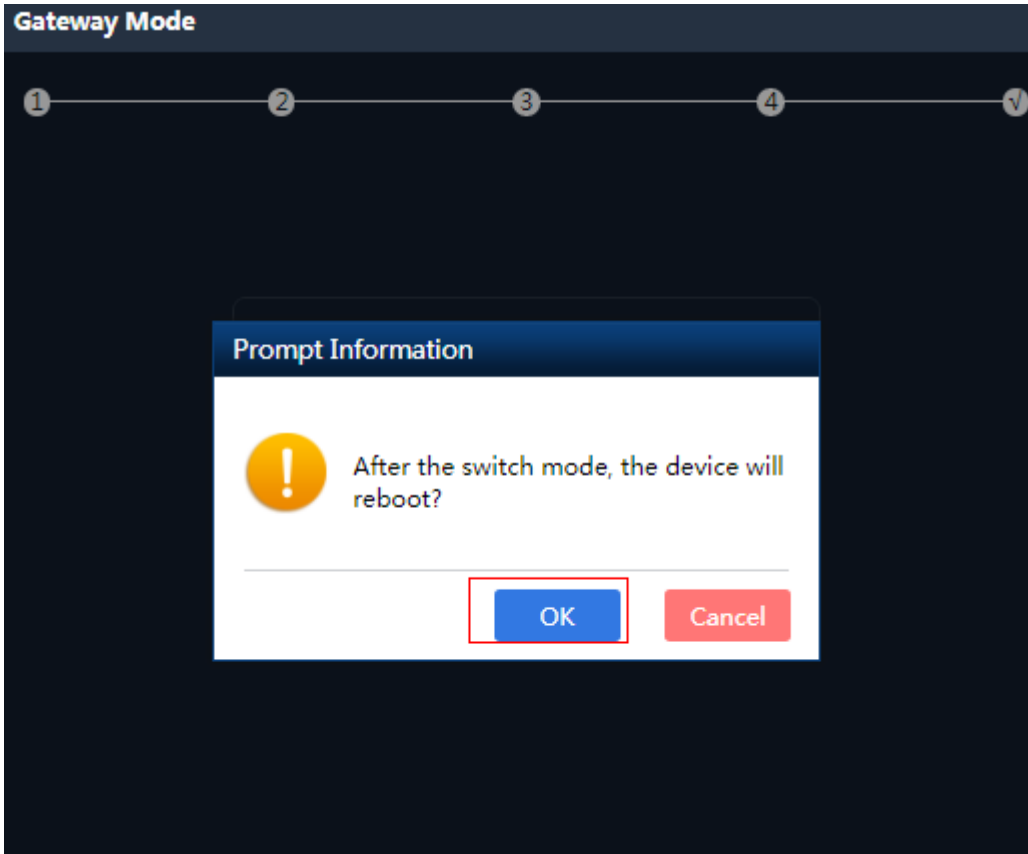 Gateway Mode
1 2 3 4 √
Prompt Information
After the switch mode, the device will
reboot?
OK Cancel